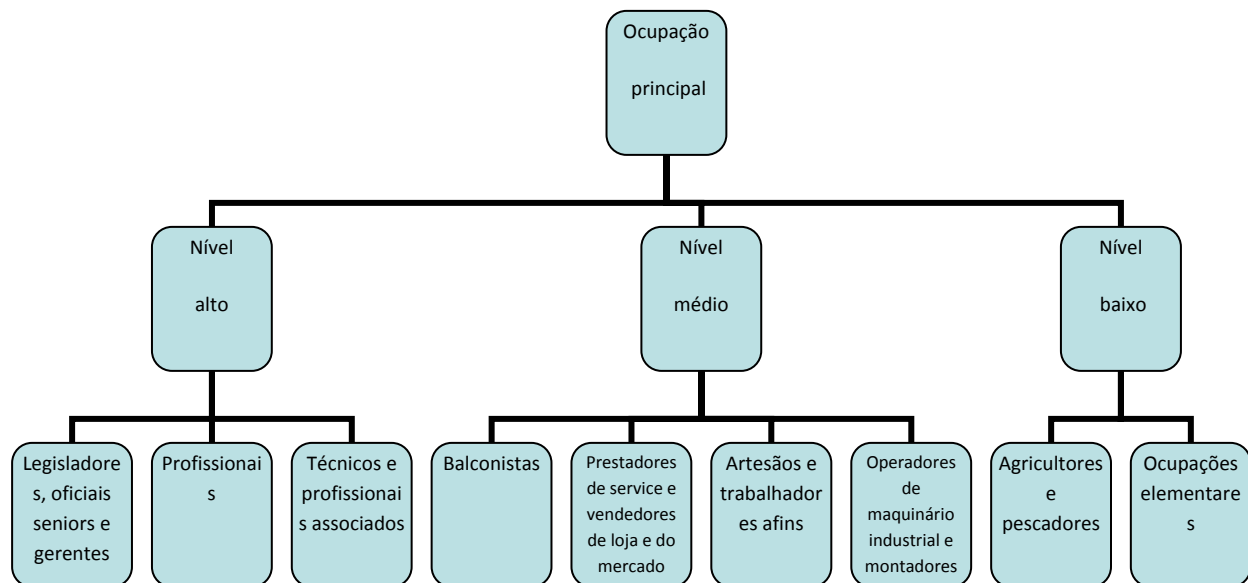 Ocupação
principal
Nível
alto
Nível
médio
Nível
baixo
Legisladore
s, oficiais
seniors e
gerentes
Profissionai
s
Técnicos e
profissionai
s associados
Balconistas
Prestadores
de service e
vendedores
de loja e do
mercado
Artesãos e
trabalhador
es afins
Operadores
de
maquinário
industrial e
montadores
Agricultores
e
pescadores
Ocupações
elementare
s